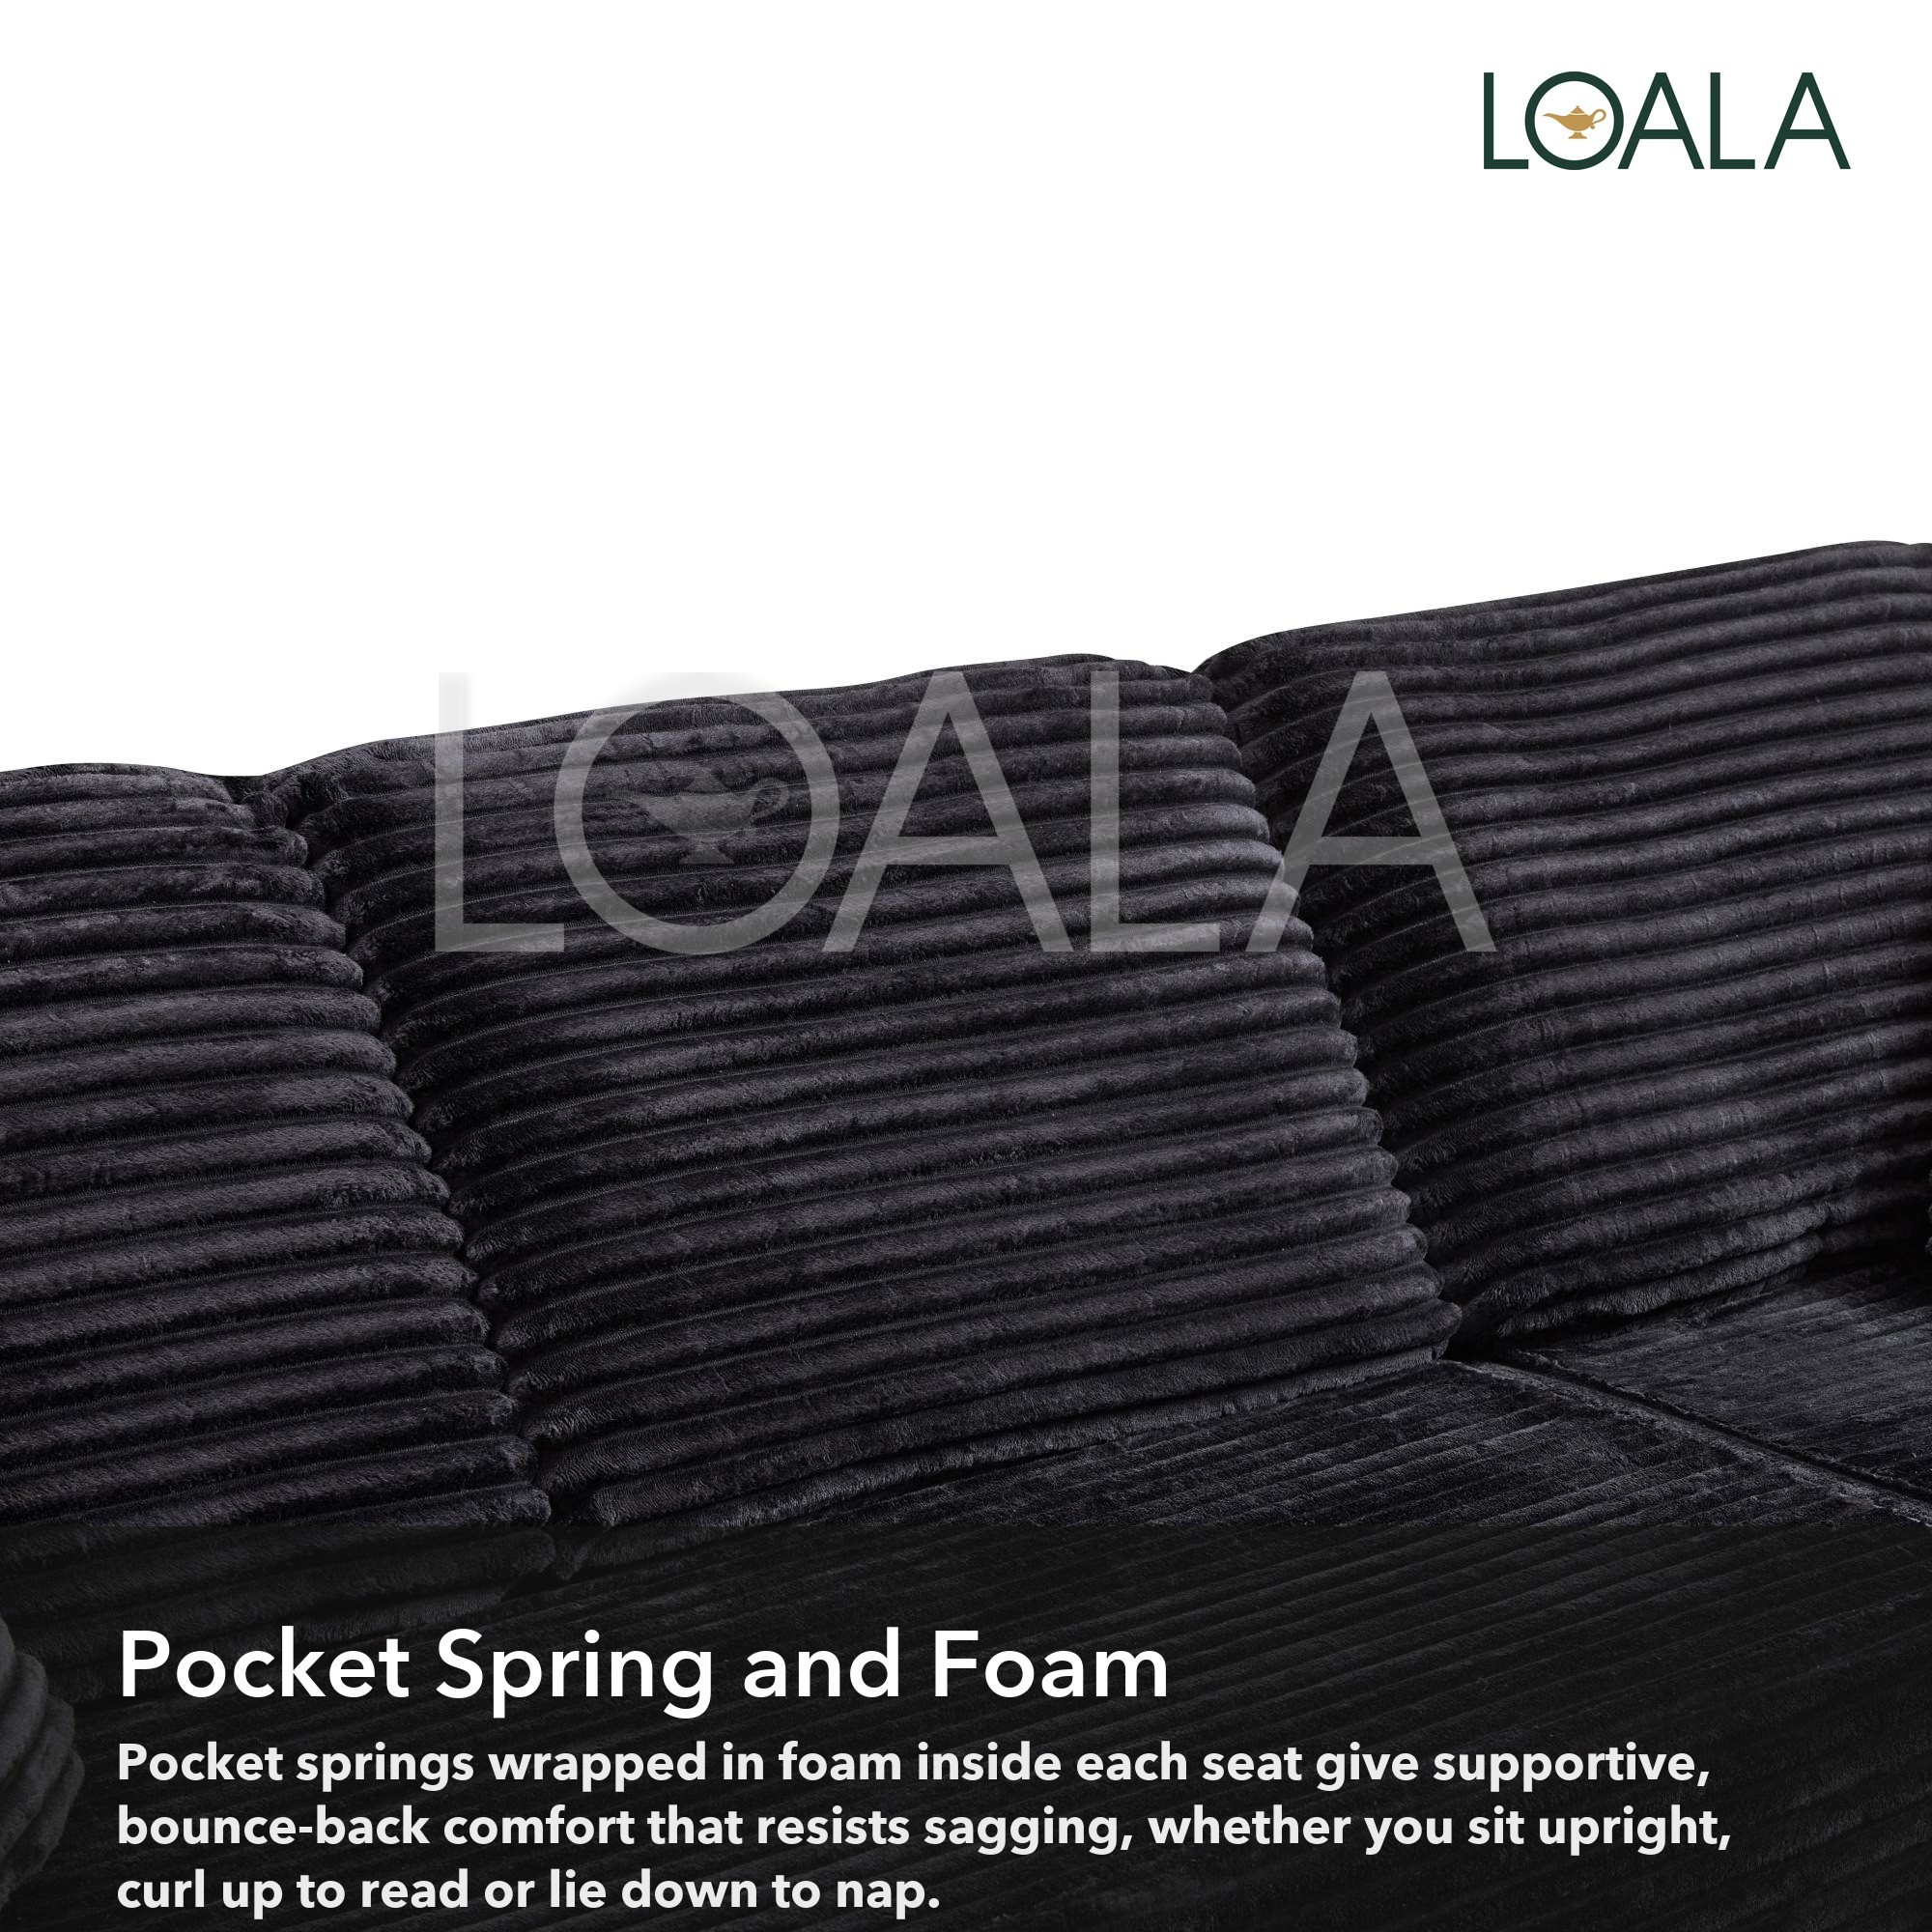 LOALA
LOALA
Pocket Spring and Foam
Pocket springs wrapped in foam inside each seat give supportive,
bounce-back comfort that resists sagging, whether you sit upright,
curl up to read or lie down to nap.